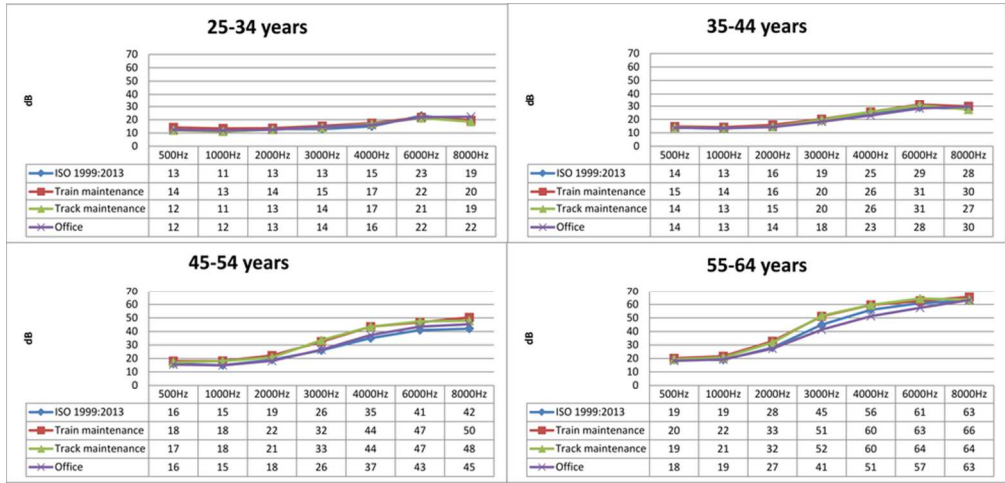 25-34 years
70
60
50
40
30
20
10
0
dB
500Hz 1000Hz 2000Hz 3000Hz 4000Hz 6000Hz 8000Hz
ISO 1999:2013 13 11 13 13 15 23 19
Train maintenance 14 13 14 15 17 22 20
Track maintenance 12 11 13 14 17 21 19
Office 12 12 13 14 16 22 22
35-44 years
70
60
50
40
30
20
10
0
dB
500Hz 1000Hz 2000Hz 3000Hz 4000Hz 6000Hz 8000Hz
ISO 1999:2013 14 13 16 19 25 29 28
Train maintenance 15 14 16 20 26 31 30
Track maintenance 14 13 15 20 26 31 27
Office 14 13 14 18 23 28 30
45-54 years
70
60
50
40
30
20
10
0
dB
500Hz 1000Hz 2000Hz 3000Hz 4000Hz 6000Hz 8000Hz
ISO 1999:2013 16 15 19 26 35 41 42
Train maintenance 18 18 22 32 44 47 50
Track maintenance 17 18 21 33 44 47 48
Office 16 15 18 26 37 43 45
55-64 years
70
60
50
40
30
20
10
0
dB
500Hz 1000Hz 2000Hz 3000Hz 4000Hz 6000Hz 8000Hz
ISO 1999:2013 19 19 28 45 56 61 63
Train maintenance 20 22 33 51 60 63 66
Track maintenance 19 21 32 52 60 64 64
Office 18 19 27 41 51 57 63